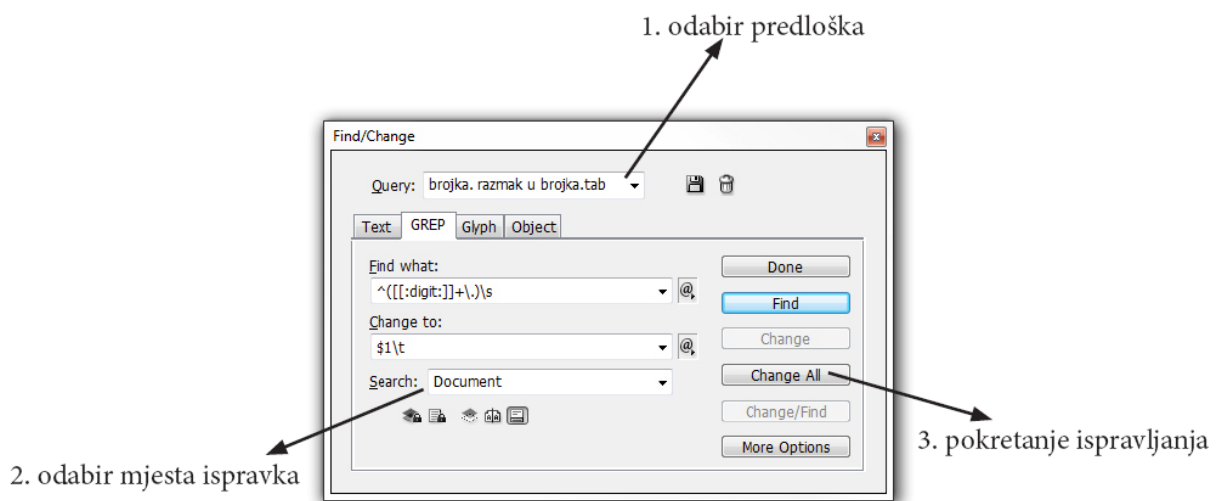 1. odabir predloška
Find/Change
Query: brojka. razmak u brojka.tab
Text GREP Glyph Object
Find what:
^([[:digit:]]+\.)\s
Change to:
$1\t
Search: Document
Done
Find
Change
Change All
Change/Find
More Options
2. odabir mjesta ispravka
3. pokretanje ispravljanja